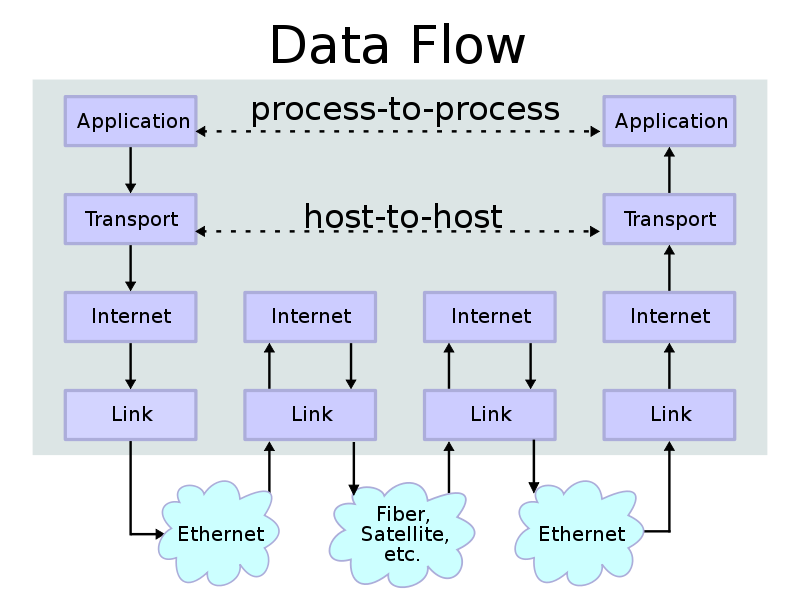 Data Flow
process-to-process
Application
Application
host-to-host
Transport
Transport
Internet
Internet
Internet
Internet
Link
Link
Link
Link
Ethernet
Fiber,
Satellite,
etc.
Ethernet